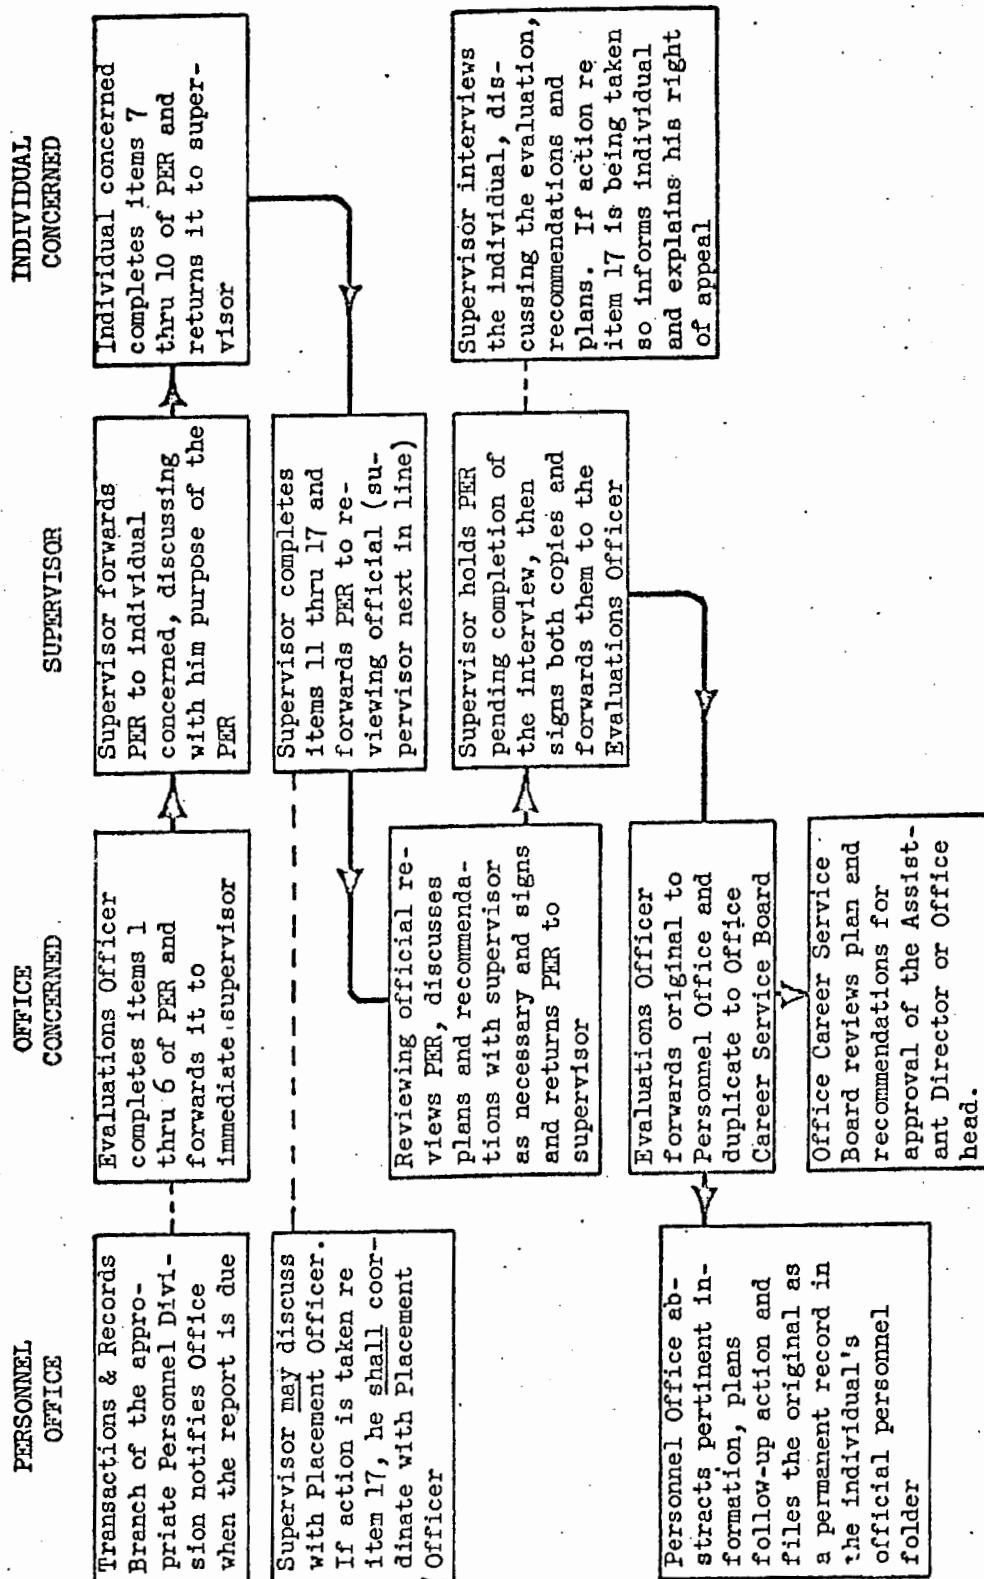 PERSONNEL
OFFICE
OFFICE
CONCERNED
SUPERVISOR
INDIVIDUAL
CONCERNED
Transactions & Records
Branch of the appro-
priate Personnel Divi-
sion notifies Office
when the report is due
Evaluations Officer
completes items 1
thru 6 of PER and
forwards it to
immediate supervisor
Supervisor forwards
PER to individual
concerned, discussing
with him purpose of the
PER
Individual concerned
completes items 7
thru 10 of PER and
returns it to super-
visor
Supervisor may discuss
with Placement Officer.
If action is taken re
item 17, he shall coor-
dinate with Placement
Officer
Supervisor completes
items 11 thru 17 and
forwards PER to re-
viewing official (su-
pervisor next in line)
Reviewing official re-
views PER, discusses
plans and recommenda-
tions with supervisor
as necessary and signs
and returns PER to
supervisor
Supervisor holds PER
pending completion of
the interview, then
signs both copies and
forwards them to the
Evaluations Officer
Supervisor interviews
the individual, dis-
cussing the evaluation,
recommendations and
plans. If action re
item 17 is being taken
so informs individual
and explains his right
of appeal
Evaluations Officer
forwards original to
Personnel Office and
duplicate to Office
Career Service Board
Personnel Office ab-
stracts pertinent in-
formation, plans
follow-up action and
files the original as
a permanent record in
the individual's
official personnel
folder
Office Career Service
Board reviews plan and
recommendations for
approval of the Assist-
ant Director or Office
head.